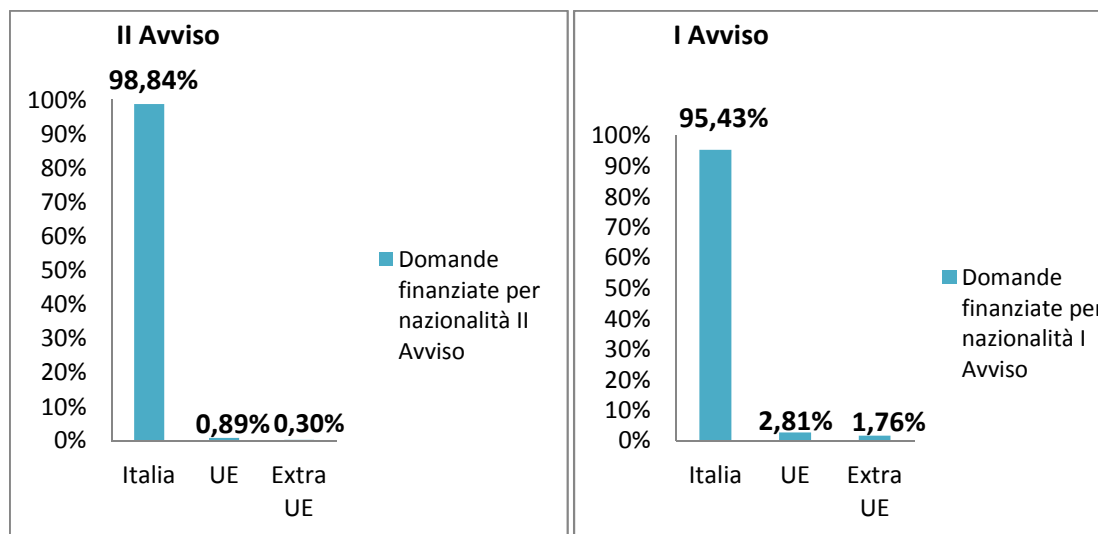 II Avviso
98,84%
100%
90%
80%
70%
60%
50%
40%
30%
20%
10%
0%
0,89% 0,30%
Italia UE Extra
UE
Domande
finanziate per
nazionalità II
Avviso
I Avviso
95,43%
100%
90%
80%
70%
60%
50%
40%
30%
20%
10%
0%
2,81% 1,76%
Italia UE Extra
UE
Domande
finanziate per
nazionalità I
Avviso